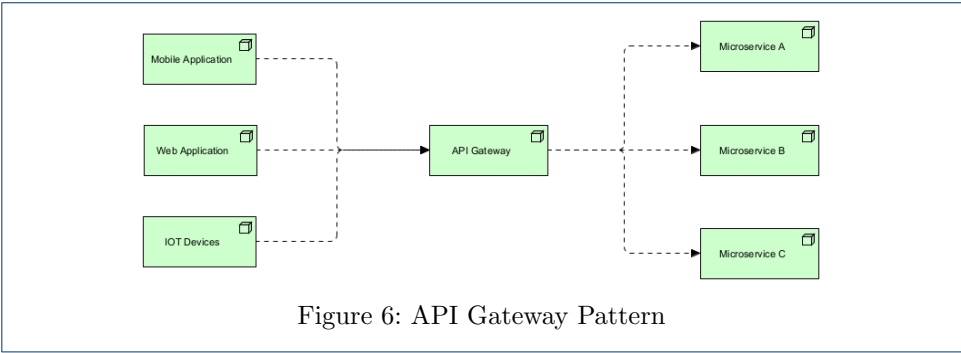 Mobile Application
Web Application
IOT Devices
API Gateway
Microservice A
Microservice B
Microservice C
Figure 6: API Gateway Pattern